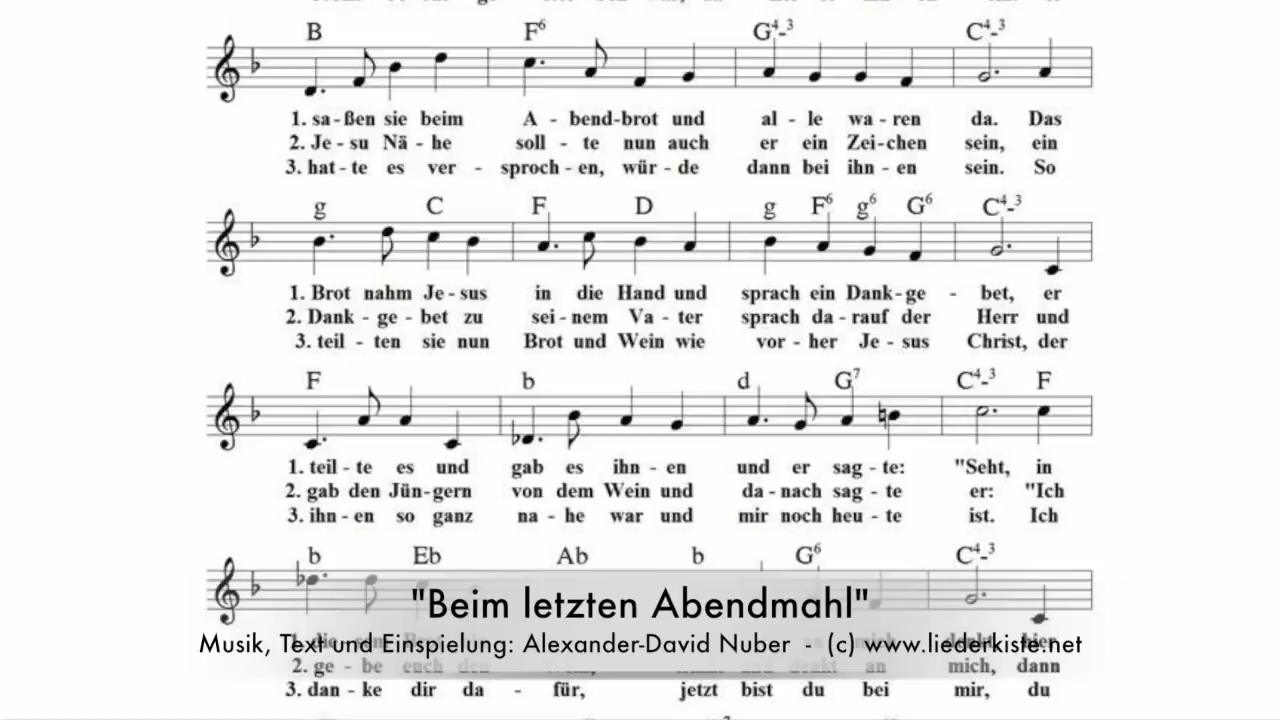 B F6 G4-3 C4-3
1. sa-ßen sie beim A - bend-brot und al - le wa - ren da. Das
2. Je - su Nä - he soll - te nun auch er ein Zei-chen sein, ein
3. hat - te es ver - sproch - en, wür - de dann bei ihn - en sein. So
g C F D g F6 g6 G6 C4-3
1. Brot nahm Je - sus in die Hand und sprach ein Dank-ge - bet, er
2. Dank - ge - bet zu sei - nem Va - ter sprach da - rauf der Herr und
3. teil - ten sie nun Brot und Wein wie vor - her Je - sus Christ, der
F b d G7 C4-3 F
1. teil - te es und gab es ihn - en und er sag - te: "Seht, in
2. gab den Jün-gern von dem Wein und da - nach sag - te er: "Ich
3. ihn - en so ganz na - he war und mir noch heu - te ist. Ich
b Eb Ab b G6 C4-3
"Beim letzten Abendmahl"
Musik, Text und Einspielung: Alexander-David Nuber - (c) www.liederkiste.net
2. ge - be euch den denkt an mich, dann
3. dan - ke dir da - für, jetzt bist du bei mir, du